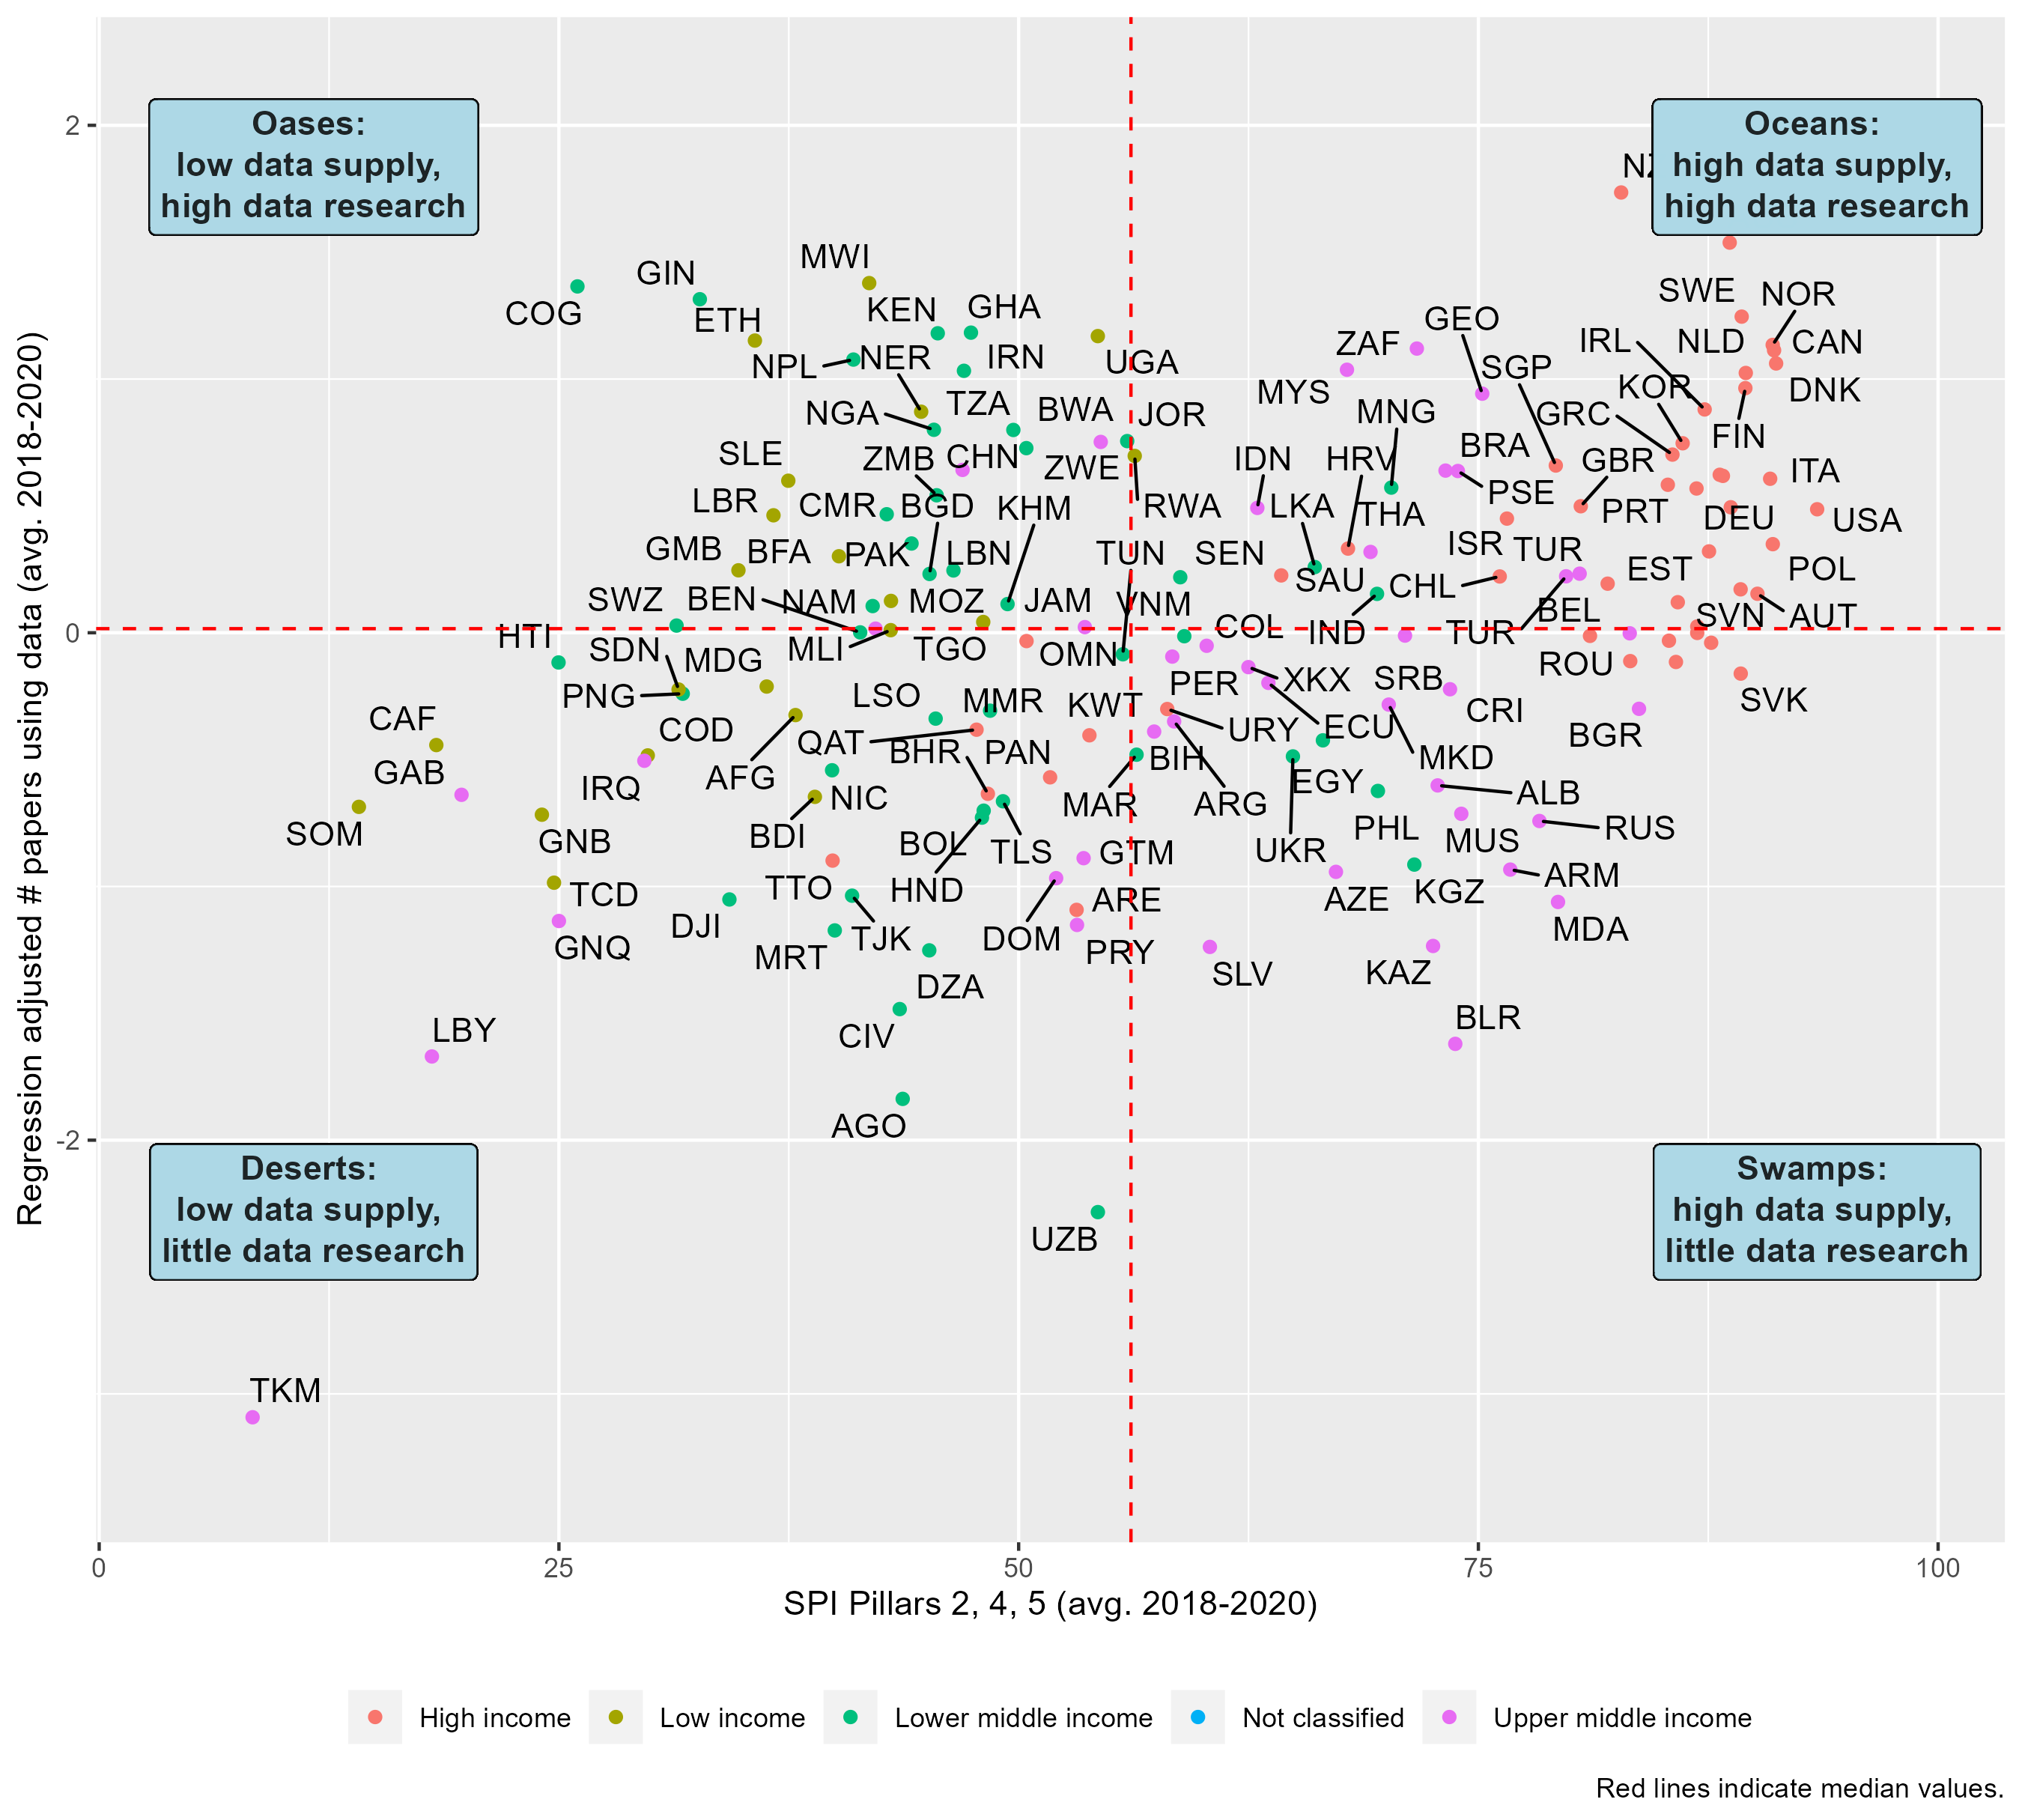 Oases:
low data supply,
high data research
Oceans:
high data supply,
high data research
2
MWI
GIN
COG
KEN
GHA
SWE
NOR
ETH
GEO
ZAF
IRL
NLD
CAN
NPL
NER
IRN
UGA
SGP
KOR
DNK
MYS
NGA
TZA
BWA
JOR
MNG
GRC
FIN
SLE
ZMB
CHN
ZWE
IDN
HRV
BRA
GBR
ITA
LBR
CMR
BGD
KHM
RWA
LKA
THA
PSE
PRT
DEU
USA
GMB
BFA
PAK
LBN
TUN
SEN
SAU
ISR
TUR
EST
POL
SWZ
BEN
NAM
MOZ
JAM
VNM
CHL
BEL
SVN
AUT
0
HTI
SDN
MDG
MLI
TGO
OMN
COL
IND
TUR
ROU
PNG
LSO
MMR
KWT
PER
XKX
SRB
CRI
SVK
CAF
COD
QAT
BHR
PAN
URY
ECU
MKD
BGR
GAB
IRQ
AFG
NIC
MAR
BIH
ARG
EGY
ALB
SOM
GNB
BDI
BOL
TLS
GTM
UKR
PHL
MUS
RUS
TCD
TTO
HND
ARE
AZE
KGZ
ARM
GNQ
DJI
MRT
TJK
DOM
PRY
SLV
KAZ
MDA
DZA
LBY
CIV
BLR
AGO
-2
Deserts:
low data supply,
little data research
Swamps:
high data supply,
little data research
UZB
TKM
Regression adjusted # papers using data (avg. 2018-2020)
0 25 50 75 100
SPI Pillars 2, 4, 5 (avg. 2018-2020)
High income Low income Lower middle income Not classified Upper middle income
Red lines indicate median values.